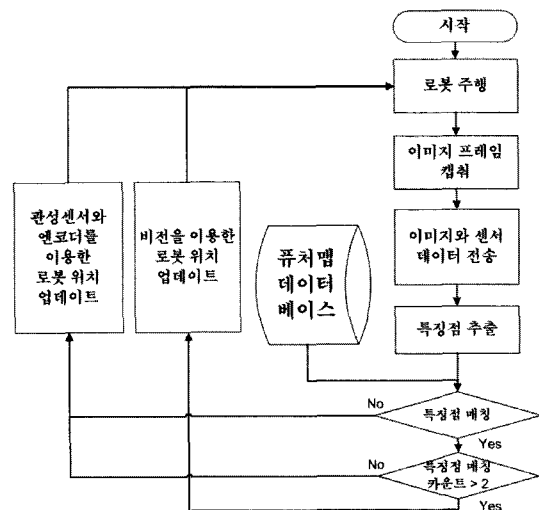 시작
로봇 주행
이미지 프레임
캡춰
이미지와 센서
데이터 전송
특징점 추출
관성센서와
엔코더를
이용한
로봇 위치
업데이트
비전을 이용한
로봇 위치
업데이트
퓨처맵
데이터
베이스
No
특징점 매칭
Yes
No
특징점 매칭
카운트 > 2
Yes